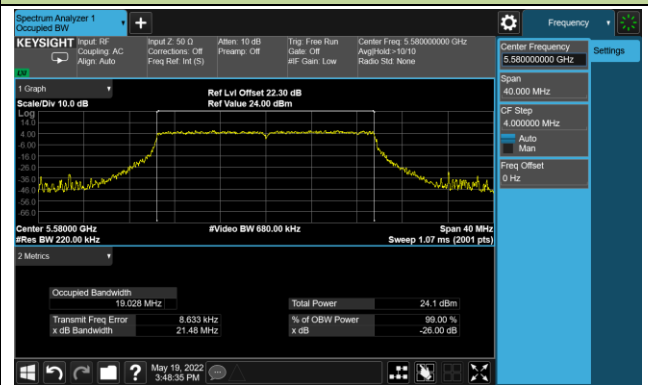 Spectrum Analyzer 1
Occupied BW
KEYSIGHT
Input: RF
Coupling: AC
Align: Auto
Input Z: 50 Ω
Corrections: Off
Freq Ref: Int (S)
Atten: 10 dB
Preamp: Off
Trig: Free Run
Gate: Off
#IF Gain: Low
Center Freq: 5.580000000 GHz
Avg|Hold:>10/10
Radio Std: None
1 Graph
Scale/Div 10.0 dB
Ref Lvl Offset 22.30 dB
Ref Value 24.00 dBm
Log
14.0
4.00
-6.00
-16.0
-26.0
-36.0
-46.0
-56.0
-66.0
Center 5.58000 GHz
#Video BW 680.00 kHz
Span 40 MHz
#Res BW 220.00 kHz
Sweep 1.07 ms (2001 pts)
2 Metrics
Occupied Bandwidth
19.028 MHz
Total Power 24.1 dBm
Transmit Freq Error 8.633 kHz
% of OBW Power 99.00 %
x dB Bandwidth 21.48 MHz
x dB -26.00 dB
May 19, 2022
3:48:35 PM
?
Frequency
Center Frequency
5.580000000 GHz
Settings
Span
40.000 MHz
CF Step
4.000000 MHz
Auto
Man
Freq Offset
0 Hz